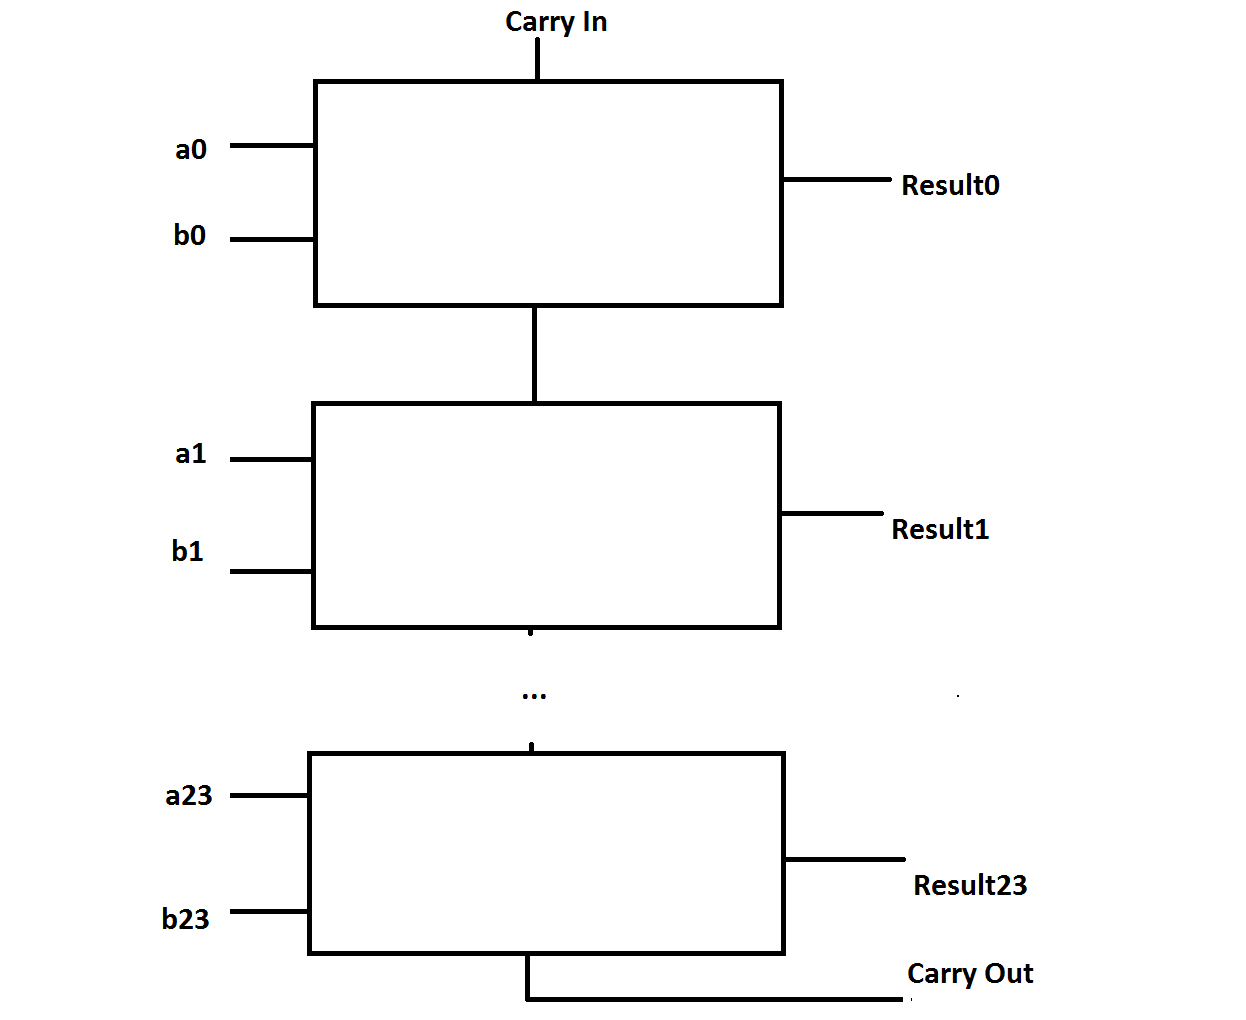 Carry In
a0
Result0
b0
a1
Result1
b1
...
a23
Result23
b23
Carry Out